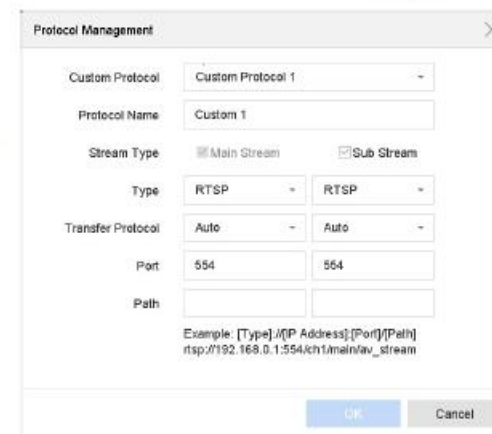 Protocol Management
Custom Protocol Custom Protocol 1
Protocol Name Custom 1
Stream Type Main Stream Sub Stream
Type RTSP RTSP
Transfer Protocol Auto Auto
Port 554 554
Path
Example: [Type]://[IP Address]:[Port]/[Path]
rtsp://192.168.0.1:554/ch1/main/av_stream
OK Cancel